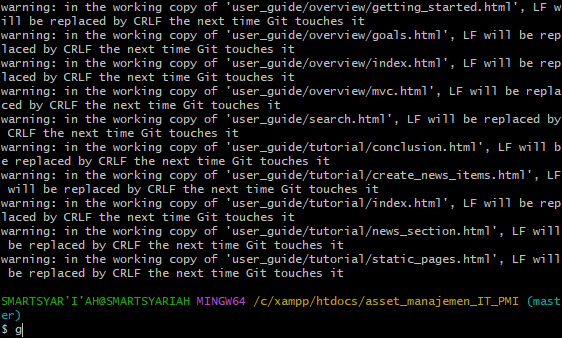 warning: in the working copy of 'user_guide/overview/getting_started.html', LF w
ill be replaced by CRLF the next time Git touches it
warning: in the working copy of 'user_guide/overview/goals.html', LF will be rep
laced by CRLF the next time Git touches it
warning: in the working copy of 'user_guide/overview/index.html', LF will be rep
laced by CRLF the next time Git touches it
warning: in the working copy of 'user_guide/overview/mvc.html', LF will be repla
ced by CRLF the next time Git touches it
warning: in the working copy of 'user_guide/search.html', LF will be replaced by
 CRLF the next time Git touches it
warning: in the working copy of 'user_guide/tutorial/conclusion.html', LF will b
e replaced by CRLF the next time Git touches it
warning: in the working copy of 'user_guide/tutorial/create_news_items.html', LF
 will be replaced by CRLF the next time Git touches it
warning: in the working copy of 'user_guide/tutorial/index.html', LF will be rep
laced by CRLF the next time Git touches it
warning: in the working copy of 'user_guide/tutorial/news_section.html', LF will
 be replaced by CRLF the next time Git touches it
warning: in the working copy of 'user_guide/tutorial/static_pages.html', LF will
 be replaced by CRLF the next time Git touches it
SMARTSYAR'I'AH@SMARTSYARIAH MINGW64 /c/xampp/htdocs/asset_manajemen_IT_PMI (mast
er)
$ g